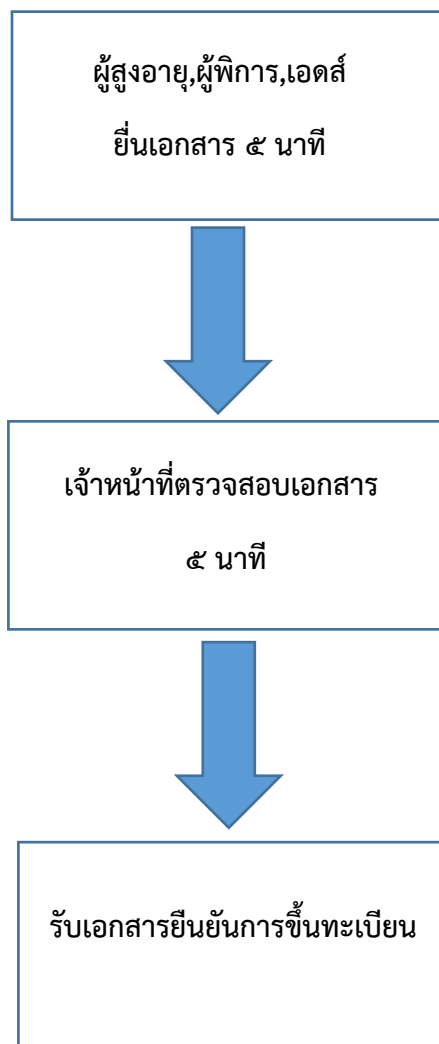 ผู้สูงอายุ,ผู้พิการ,เอดส์
ยื่นเอกสาร ๕ นาที
เจ้าหน้าที่ตรวจสอบเอกสาร
๕ นาที
รับเอกสารยืนยันการขึ้นทะเบียน